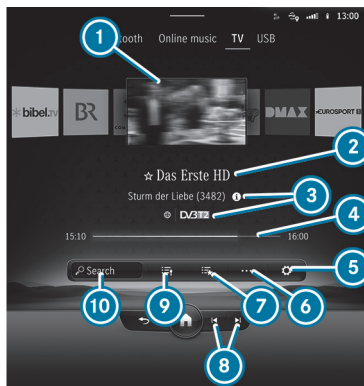 13:00
ooth Online music TV USB
1
bibel.TV BR DMAX EUROSPORT
2
☆ Das Erste HD
Sturm der Liebe (3482) i
3
DVB T2
4
15:10 16:00
Search ...
5
10 9 7 6
8